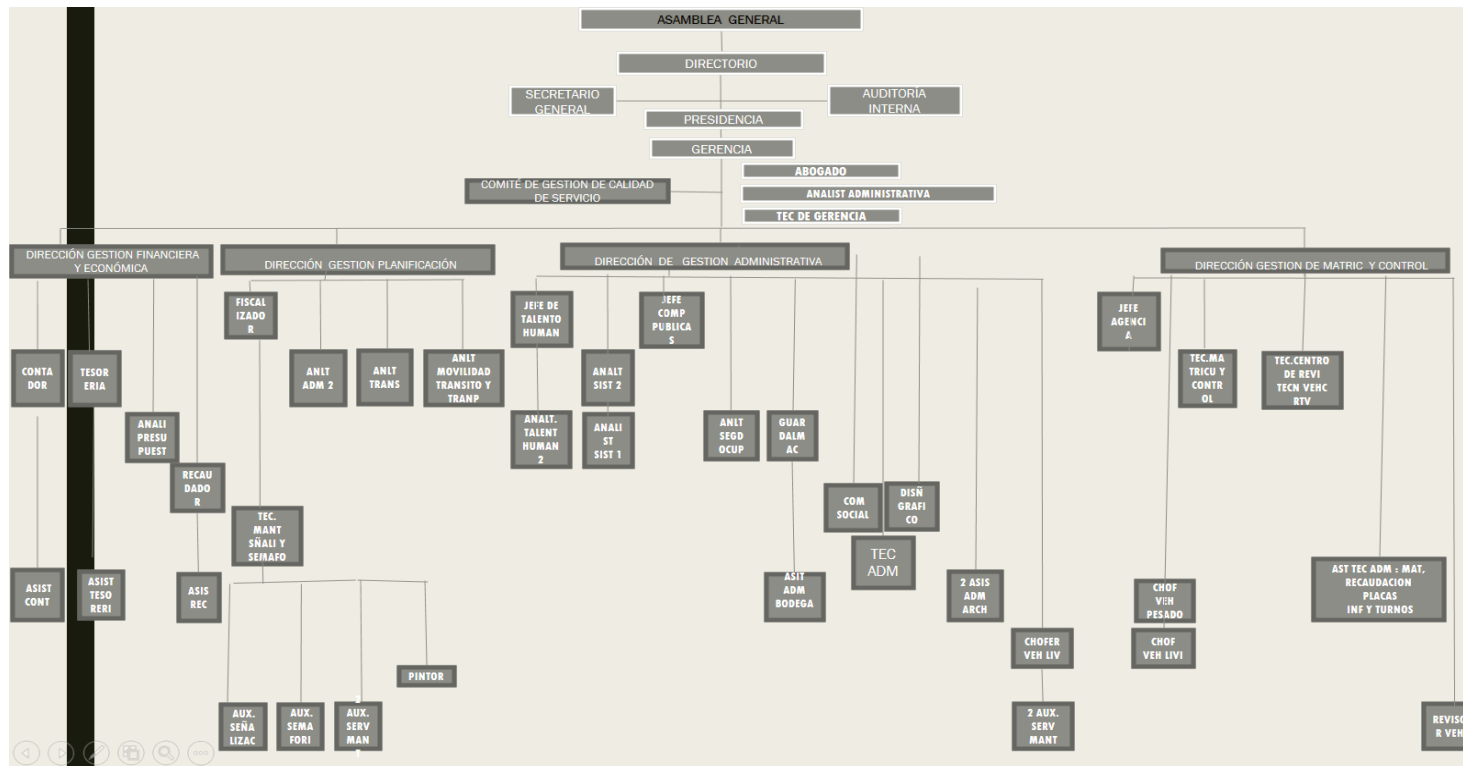 ASAMBLEA GENERAL
DIRECTORIO
SECRETARIO
GENERAL
AUDITORÍA
INTERNA
PRESIDENCIA
GERENCIA
ABOGADO
COMITÉ DE GESTION DE CALIDAD
DE SERVICIO
ANALIST ADMINISTRATIVA
TEC DE GERENCIA
DIRECCIÓN GESTION FINANCIERA
Y ECONÓMICA
DIRECCIÓN GESTION PLANIFICACIÓN
DIRECCIÓN DE GESTION ADMINISTRATIVA
DIRECCIÓN GESTION DE MATRIC Y CONTROL
FISCAL
IZADO
R
JEFE DE
TALENTO
HUMAN
JEFE
COMP
PUBLICA
S
JEFE
AGENCI
A
CONTA
DOR
TESOR
ERIA
ANLT
ADM 2
ANLT
TRANS
ANLT
MOVILIDAD
TRANSITO Y
TRANP
ANALT
SIST 2
TEC.MA
TRICU Y
CONTR
OL
TEC.CENTRO
DE REVI
TECN VEHC
RTV
ANALI
PRESU
PUEST
ANALT.
TALENT
HUMAN
2
ANALI
ST
SIST 1
ANLT
SEGD
OCUP
GUAR
DALM
AC
RECAU
DADO
R
COM
SOCIAL
DISÑ
GRAFI
CO
TEC.
MANT
SÑALI Y
SEMAFO
TEC
ADM
ASIST
CONT
ASIST
TESO
RERI
ASIS
REC
ASIT
ADM
BODEGA
2 ASIS
ADM
ARCH
CHOF
VEH
PESADO
AST TEC ADM : MAT,
RECAUDACION
PLACAS
INF Y TURNOS
CHOFER
VEH LIV
CHOF
VEH LIVI
PINTOR
AUX.
SEÑA
LIZAC
AUX.
SEMA
FORI
2
AUX.
SERV
MAN
T
2 AUX.
SERV
MANT
REVISO
R VEH